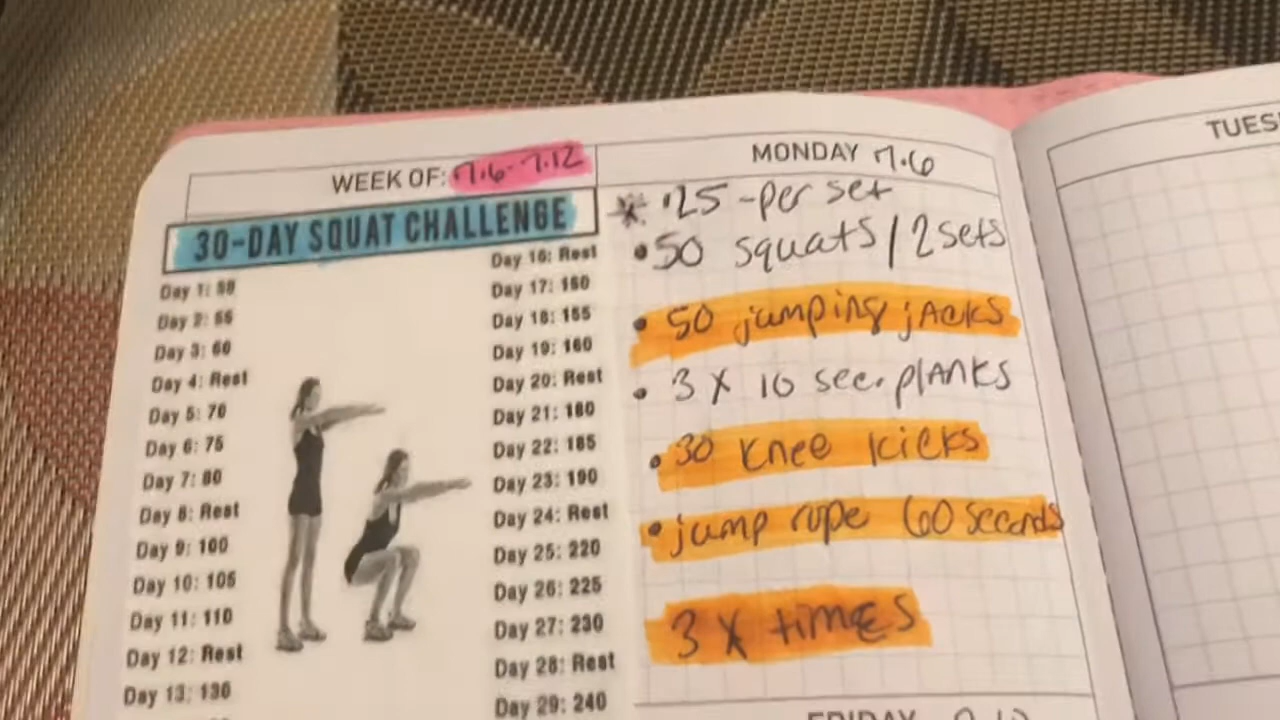 WEEK OF: 7.6-7.12
30-DAY SQUAT CHALLENGE
Day 1: 50
Day 2: 55
Day 3: 60
Day 4: Rest
Day 5: 70
Day 6: 75
Day 7: 80
Day 8: Rest
Day 9: 100
Day 10: 105
Day 11: 110
Day 12: Rest
Day 13: 130
Day 16: Rest
Day 17: 150
Day 18: 155
Day 19: 160
Day 20: Rest
Day 21: 180
Day 22: 185
Day 23: 190
Day 24: Rest
Day 25: 220
Day 26: 225
Day 27: 230
Day 28: Rest
Day 29: 240
MONDAY 7.6
* 25 -per set
• 50 squats / 2 sets
• 50 jumping jacks
• 3 X 10 sec. planks
• 30 knee kicks
• jump rope 60 seconds
3 X times
FRIDAY
TUES